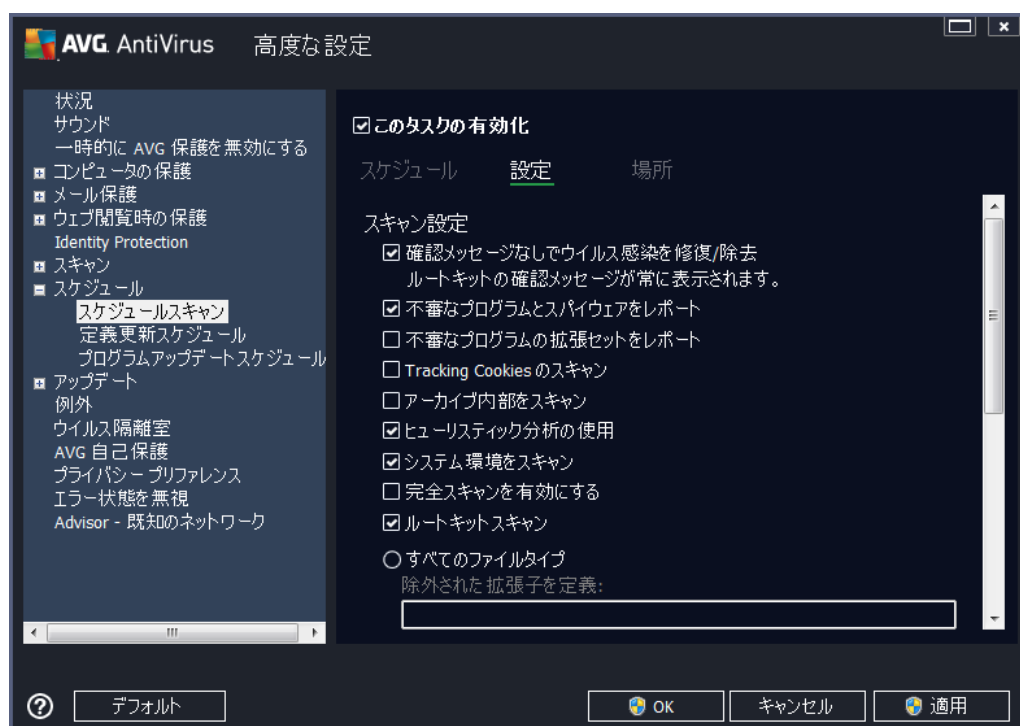 AVG. AntiVirus 高度な設定
状況
サウンド
一時的に AVG 保護を無効にする
コンピュータの保護
メール保護
ウェブ閲覧時の保護
Identity Protection
スキャン
スケジュール
スケジュールスキャン
定義更新スケジュール
プログラムアップデートスケジュール
アップデート
例外
ウイルス隔離室
AVG 自己保護
プライバシー プリファレンス
エラー状態を無視
Advisor - 既知のネットワーク
このタスクの有効化
スケジュール 設定 場所
スキャン設定
確認メッセージなしでウイルス感染を修復/除去
ルートキットの確認メッセージが常に表示されます。
不審なプログラムとスパイウェアをレポート
不審なプログラムの拡張セットをレポート
Tracking Cookies のスキャン
アーカイブ内部をスキャン
ヒューリスティック分析の使用
システム環境をスキャン
完全スキャンを有効にする
ルートキットスキャン
すべてのファイルタイプ
除外された拡張子を定義:
デフォルト OK キャンセル 適用